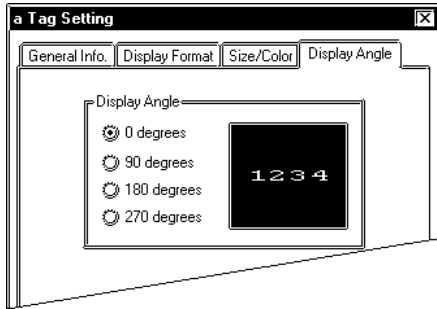 a Tag Setting
General Info. Display Format Size/Color Display Angle
Display Angle
0 degrees
90 degrees
180 degrees
270 degrees
1234